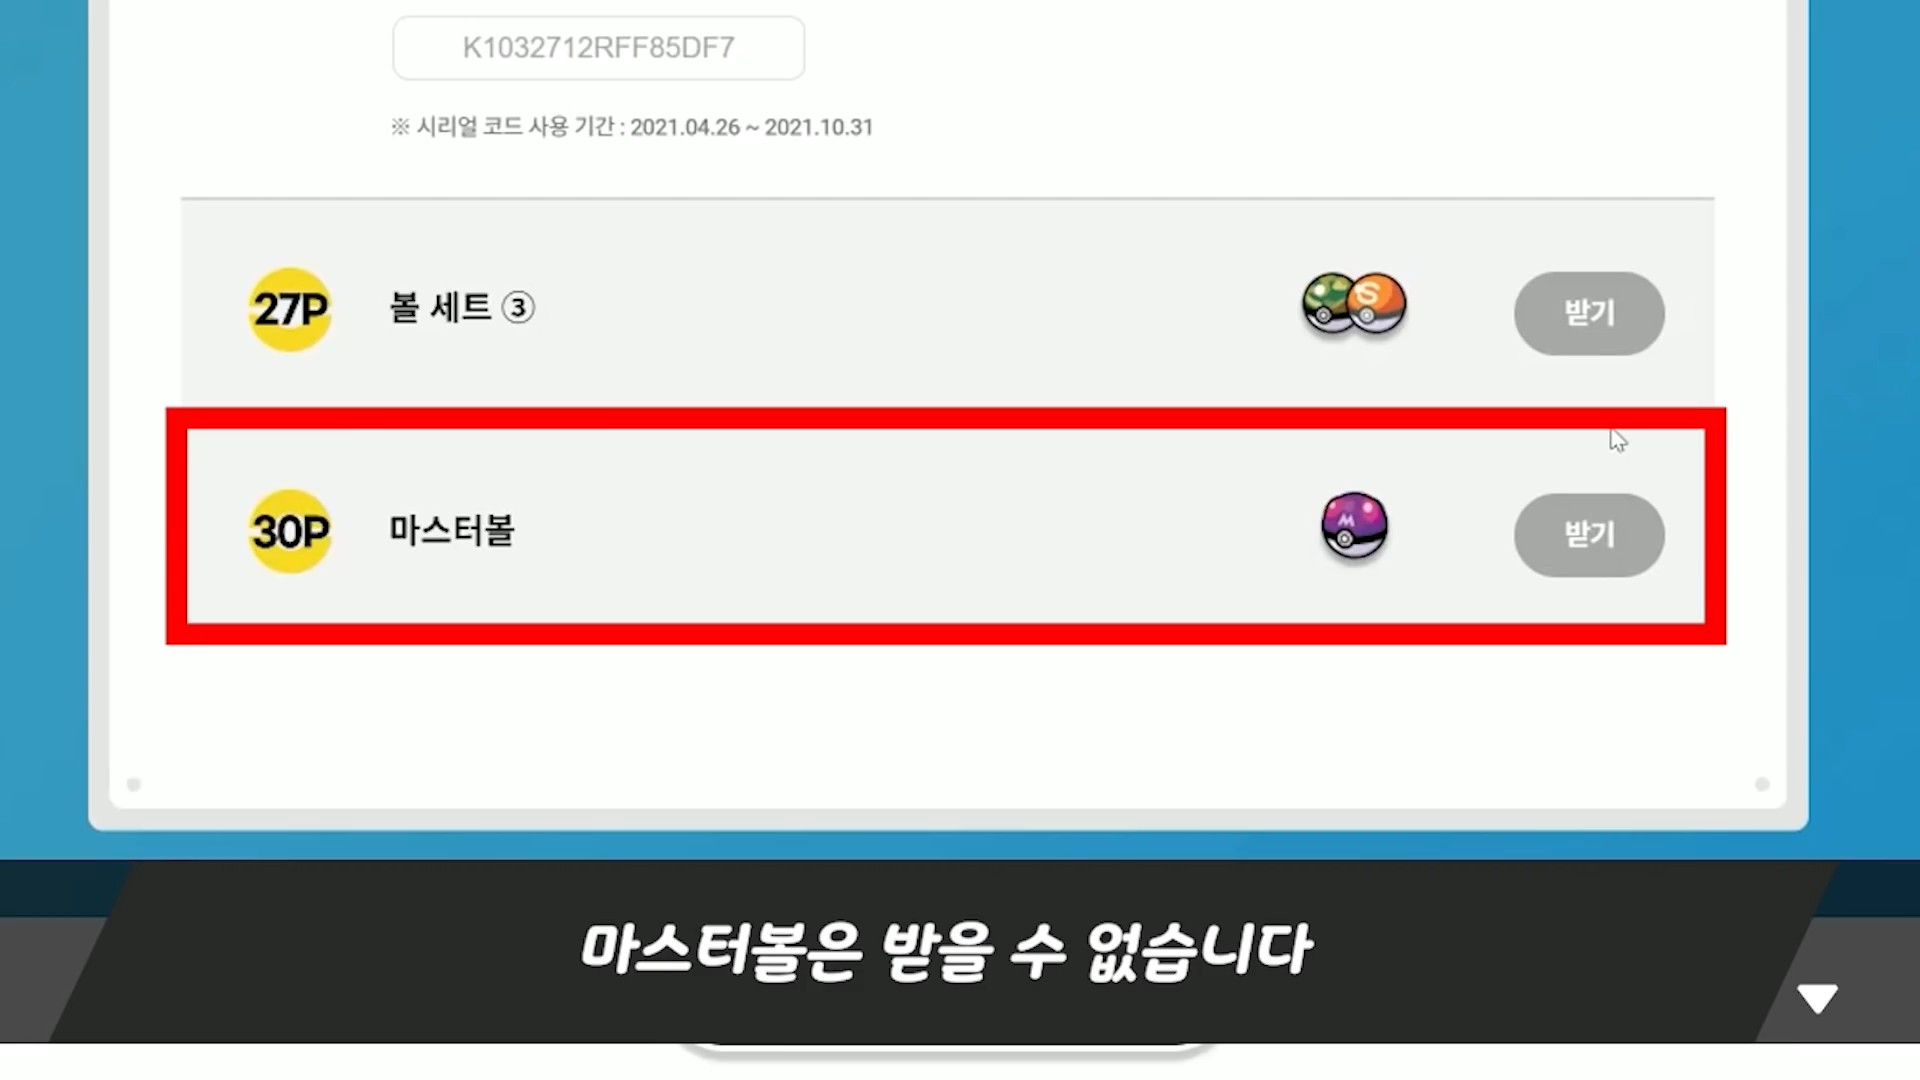 K1032712RFF85DF7
※ 시리얼 코드 사용 기간 : 2021.04.26 ~ 2021.10.31
27P 볼 세트 ③ S 받기
30P 마스터볼 M 받기
마스터볼은 받을 수 없습니다